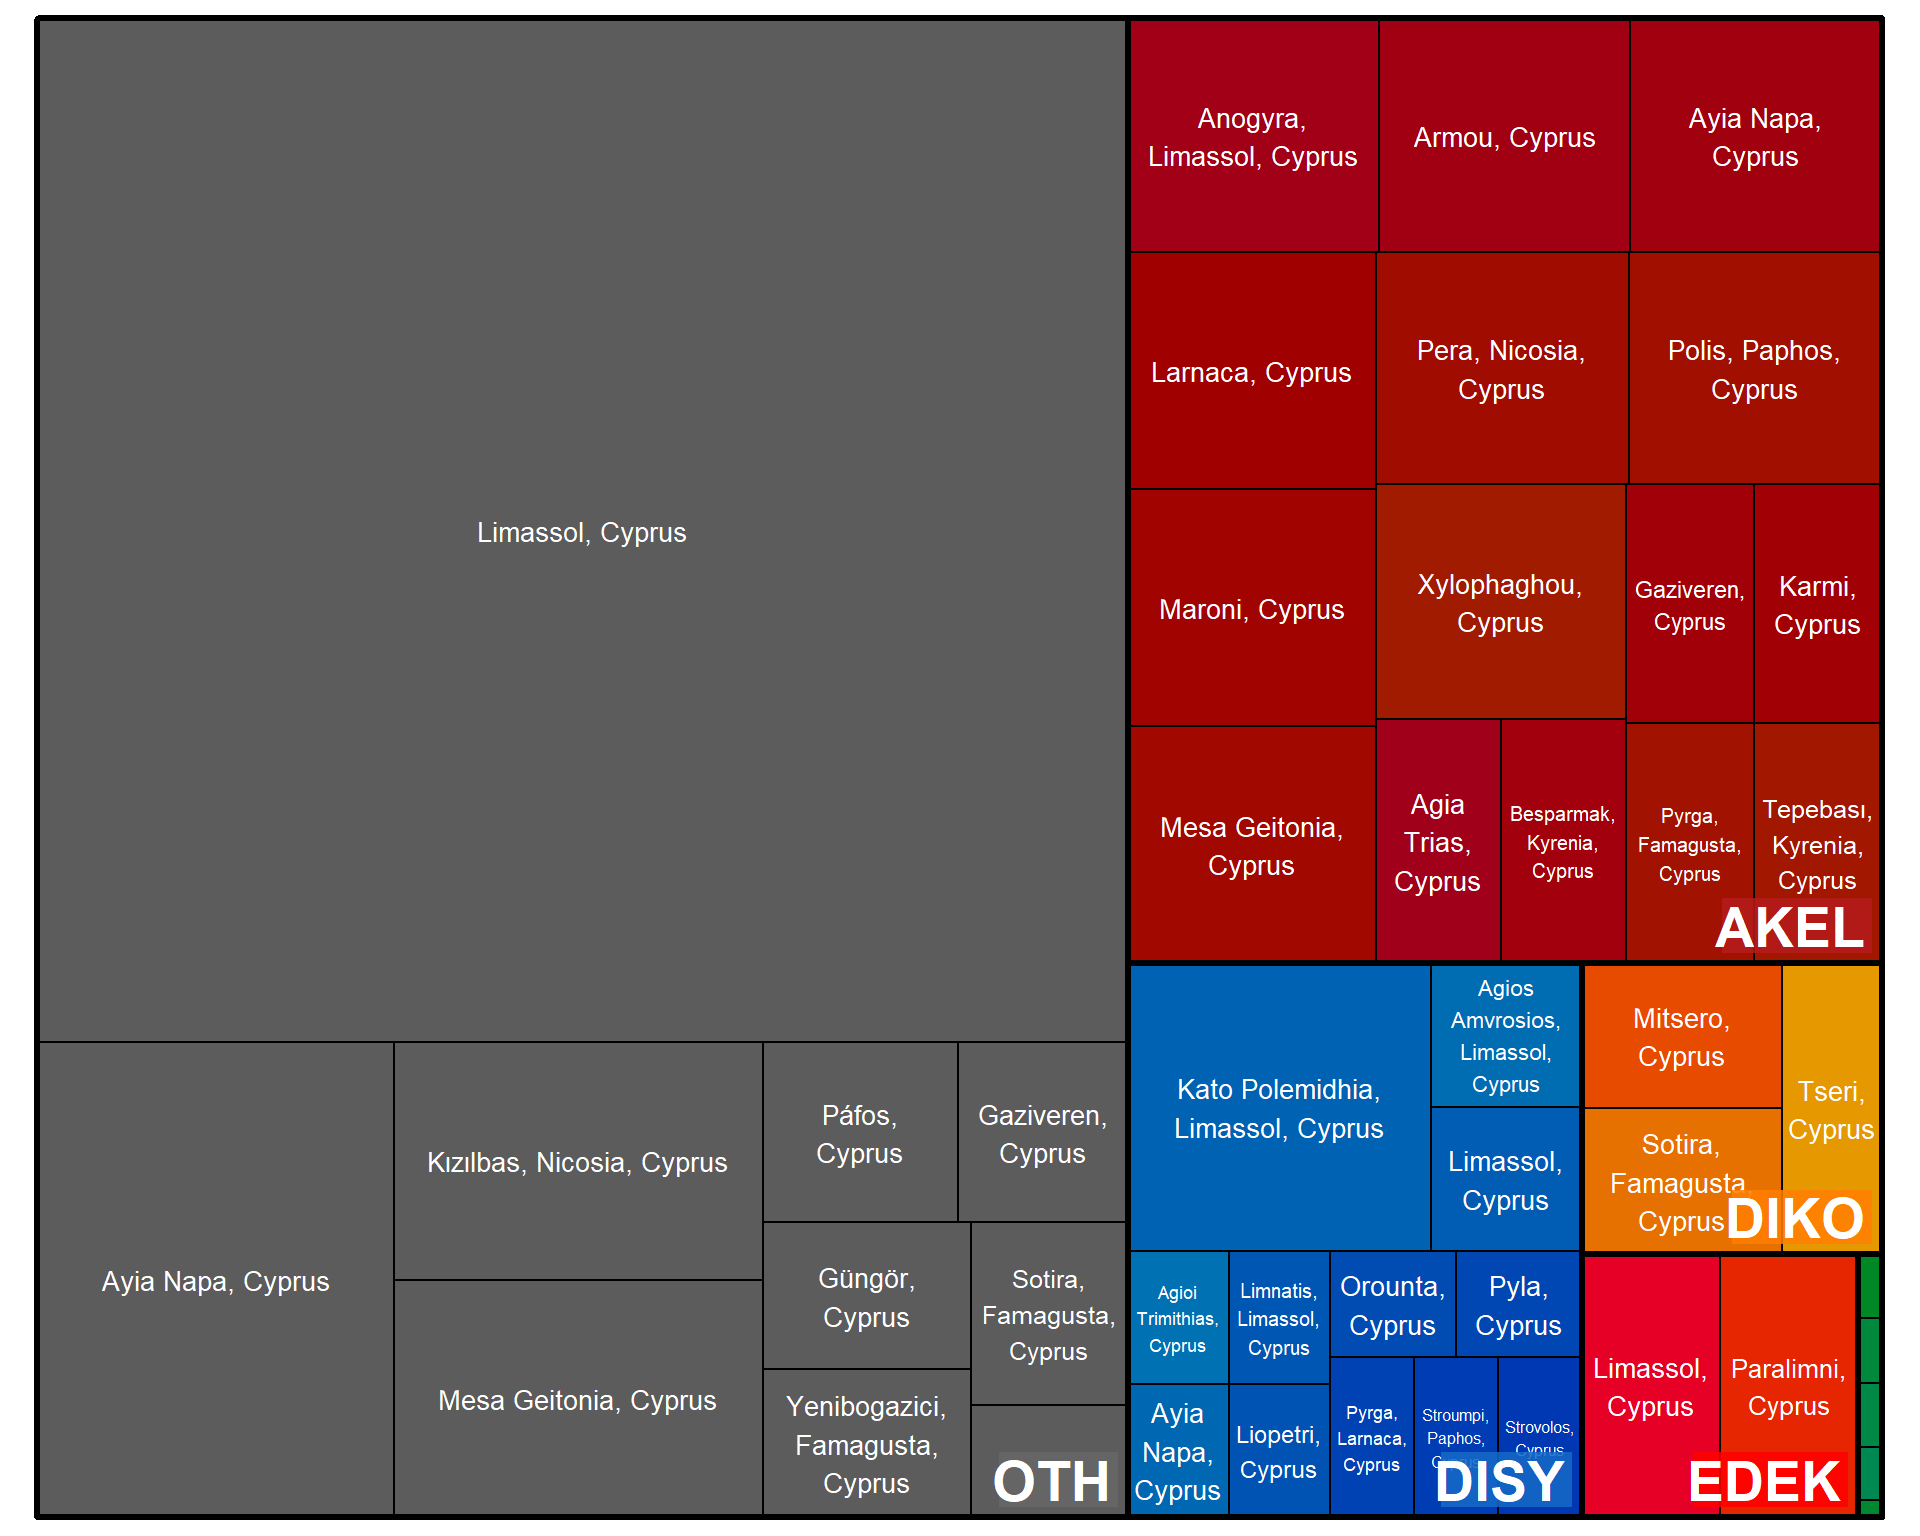 Limassol, Cyprus
Ayia Napa, Cyprus
Kızılbas, Nicosia, Cyprus
Mesa Geitonia, Cyprus
Páfos,
Cyprus
Gaziveren,
Cyprus
Güngör,
Cyprus
Sotira,
Famagusta,
Cyprus
Yenibogazici,
Famagusta,
Cyprus
OTH
Anogyra,
Limassol, Cyprus
Armou, Cyprus
Ayia Napa,
Cyprus
Larnaca, Cyprus
Pera, Nicosia,
Cyprus
Polis, Paphos,
Cyprus
Maroni, Cyprus
Xylophaghou,
Cyprus
Gaziveren,
Cyprus
Karmi,
Cyprus
Mesa Geitonia,
Cyprus
Agia
Trias,
Cyprus
Besparmak,
Kyrenia,
Cyprus
Pyrga,
Famagusta,
Cyprus
Tepebası,
Kyrenia,
Cyprus
AKEL
Kato Polemidhia,
Limassol, Cyprus
Agios
Amvrosios,
Limassol,
Cyprus
Limassol,
Cyprus
Agioi
Trimithias,
Cyprus
Limnatis,
Limassol,
Cyprus
Orounta,
Cyprus
Pyla,
Cyprus
Ayia
Napa,
Cyprus
Liopetri,
Cyprus
Pyrga,
Larnaca,
Cyprus
Stroumpi,
Paphos,
Strovolos,
Cyprus
DISY
Mitsero,
Cyprus
Tseri,
Cyprus
Sotira,
Famagusta
Cyprus
DIKO
Limassol,
Cyprus
Paralimni,
Cyprus
EDEK